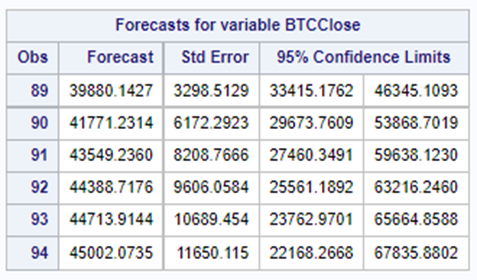 Forecasts for variable BTCClose
Obs Forecast Std Error 95% Confidence Limits
89 39880.1427 3298.5129 33415.1762 46345.1093
90 41771.2314 6172.2923 29673.7609 53868.7019
91 43549.2360 8208.7666 27460.3491 59638.1230
92 44388.7176 9606.0584 25561.1892 63216.2460
93 44713.9144 10689.454 23762.9701 65664.8588
94 45002.0735 11650.115 22168.2668 67835.8802